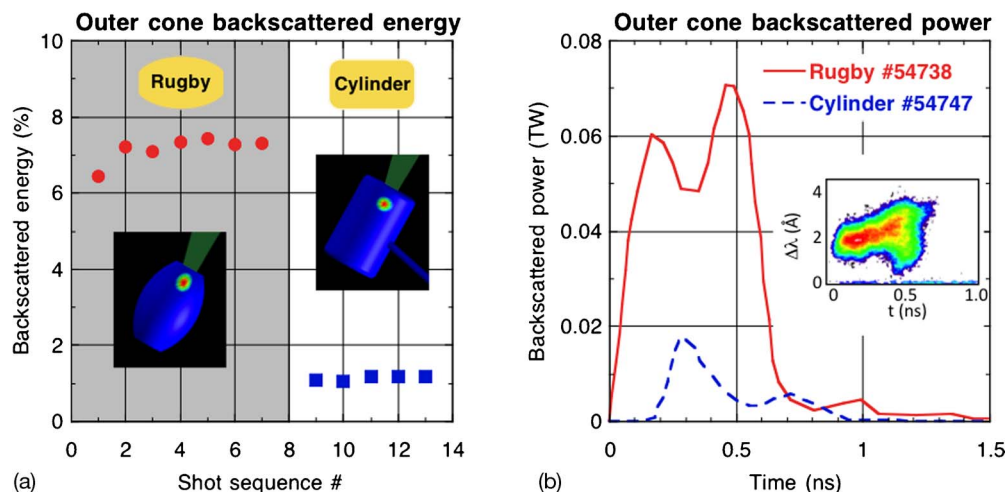 Outer cone backscattered energy
10
8
6
4
2
0
Backscattered energy (%)
Rugby
Cylinder
0 2 4 6 8 10 12 14
Shot sequence #
(a)
Outer cone backscattered power
0.08
0.06
0.04
0.02
0
Backscattered power (TW)
Rugby #54738
Cylinder #54747
4
2
0
Δλ (Å)
0 0.5 1.0
t (ns)
0 0.5 1.0 1.5
Time (ns)
(b)